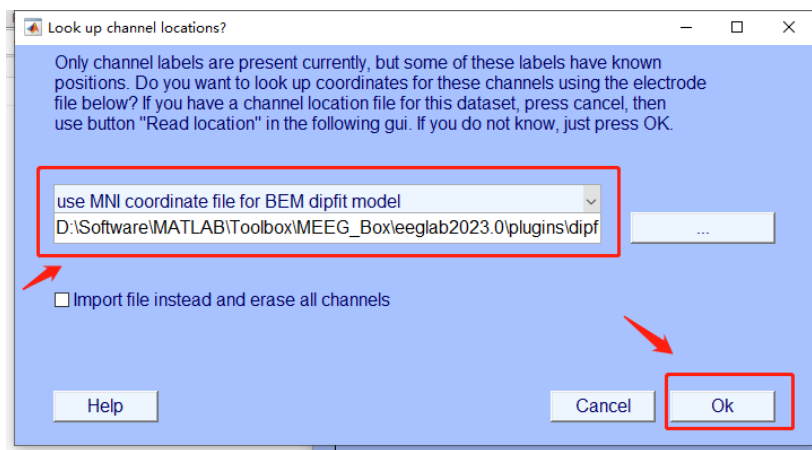 Look up channel locations?
Only channel labels are present currently, but some of these labels have known
positions. Do you want to look up coordinates for these channels using the electrode
file below? If you have a channel location file for this dataset, press cancel, then
use button "Read location" in the following gui. If you do not know, just press OK.
use MNI coordinate file for BEM dipfit model
D:\Software\MATLAB\Toolbox\MEEG_Box\eeglab2023.0\plugins\dipf
...
Import file instead and erase all channels
Help
Cancel
Ok